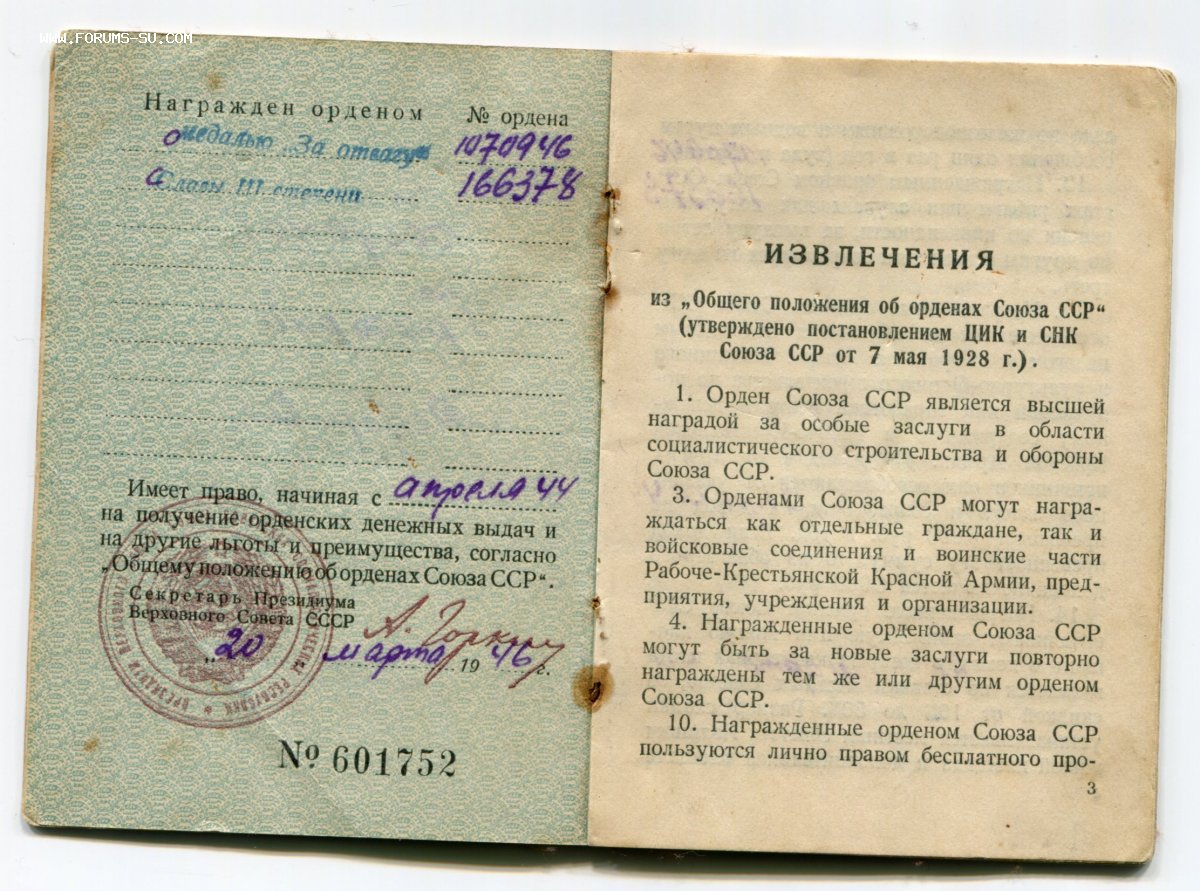 WWW.FORUMS-SU.COM
Награжден орденом № ордена
медалью „За отвагу“ 1070946
Славы III степени 166378
Имеет право, начиная с апреля 44
на получение орденских денежных выдач и
на другие льготы и преимущества, согласно
„Общему положению об орденах Союза ССР“.
Секретарь Президиума
Верховного Совета СССР
А. Горкин
„20 марта 1946 г.
№ 601752
ИЗВЛЕЧЕНИЯ
из „Общего положения об орденах Союза ССР“
(утверждено постановлением ЦИК и СНК
Союза ССР от 7 мая 1928 г.).
1. Орден Союза ССР является высшей
наградой за особые заслуги в области
социалистического строительства и обороны
Союза ССР.
3. Орденами Союза ССР могут награ-
ждаться как отдельные граждане, так и
войсковые соединения и воинские части
Рабоче-Крестьянской Красной Армии, пред-
приятия, учреждения и организации.
4. Награжденные орденом Союза ССР
могут быть за новые заслуги повторно
награждены тем же или другим орденом
Союза ССР.
10. Награжденные орденом Союза ССР
пользуются лично правом бесплатного про-
3